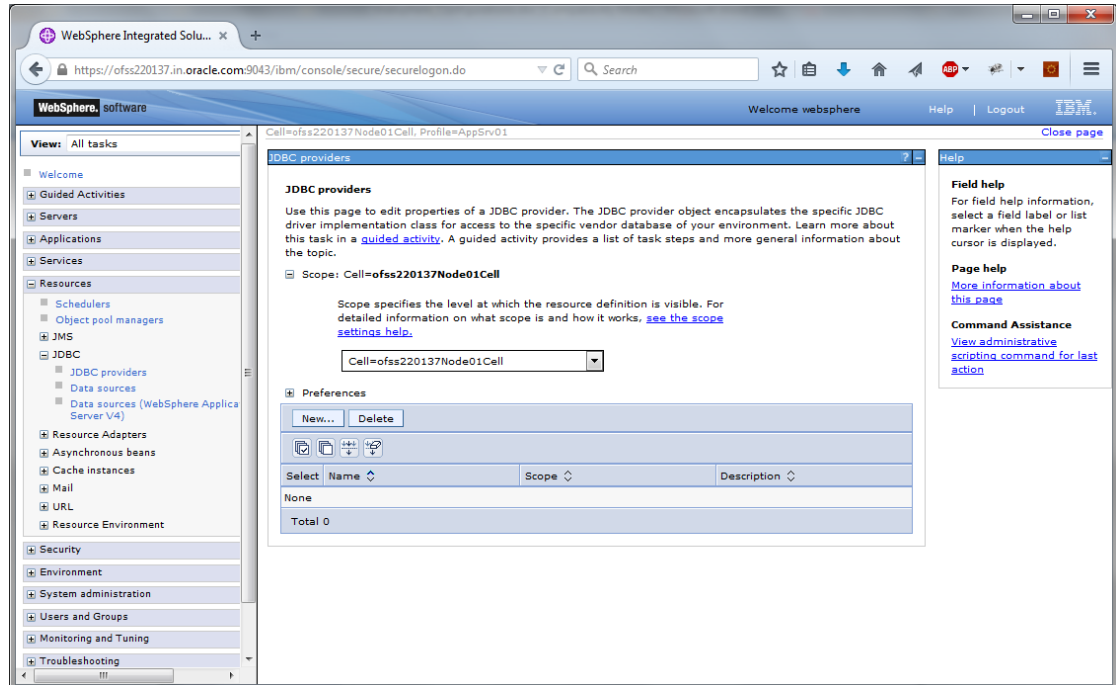 WebSphere Integrated Solu... × +
https://ofss220137.in.oracle.com:9043/ibm/console/secure/securelogon.do
Search
ABP
WebSphere. software
Welcome websphere
Help | Logout
IBM.
View: All tasks
Welcome
Guided Activities
Servers
Applications
Services
Resources
Schedulers
Object pool managers
JMS
JDBC
JDBC providers
Data sources
Data sources (WebSphere Applica
Server V4)
Resource Adapters
Asynchronous beans
Cache instances
Mail
URL
Resource Environment
Security
Environment
System administration
Users and Groups
Monitoring and Tuning
Troubleshooting
Cell=ofss220137Node01Cell, Profile=AppSrv01
Close page
JDBC providers
? -
JDBC providers
Use this page to edit properties of a JDBC provider. The JDBC provider object encapsulates the specific JDBC
driver implementation class for access to the specific vendor database of your environment. Learn more about
this task in a guided activity. A guided activity provides a list of task steps and more general information about
the topic.
Scope: Cell=ofss220137Node01Cell
Scope specifies the level at which the resource definition is visible. For
detailed information on what scope is and how it works, see the scope
settings help.
Cell=ofss220137Node01Cell
Preferences
New... Delete
Select Name Scope Description
None
Total 0
Help
Field help
For field help information,
select a field label or list
marker when the help
cursor is displayed.
Page help
More information about
this page
Command Assistance
View administrative
scripting command for last
action